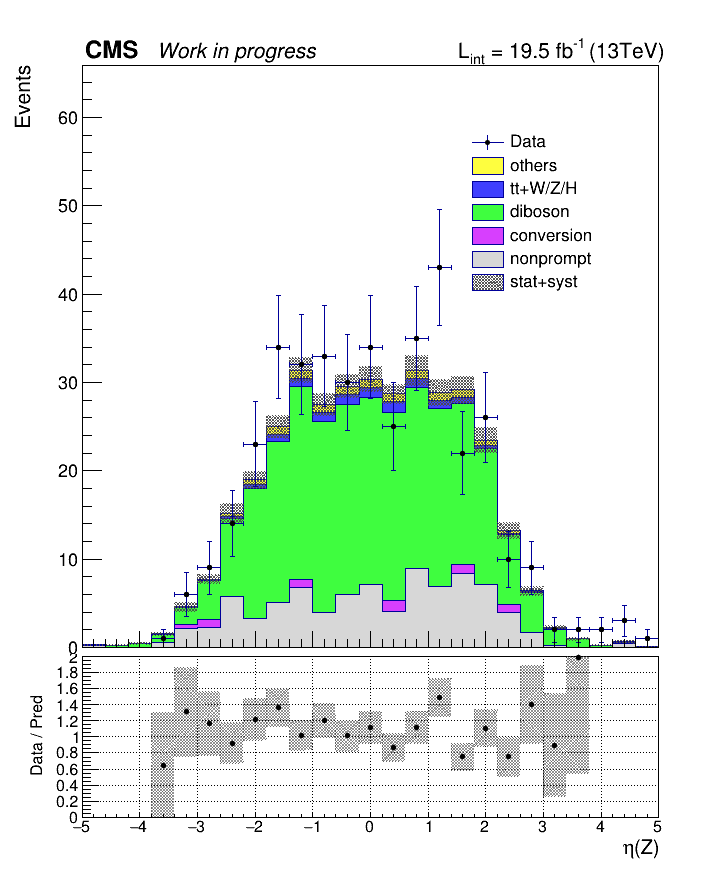 CMS Work in progress L_int = 19.5 fb^-1 (13TeV)
Events
60
50
40
30
20
10
0
Data
others
tt+W/Z/H
diboson
conversion
nonprompt
stat+syst
Data / Pred
2
1.8
1.6
1.4
1.2
1
0.8
0.6
0.4
0.2
0
−5 −4 −3 −2 −1 0 1 2 3 4 5
η(Z)